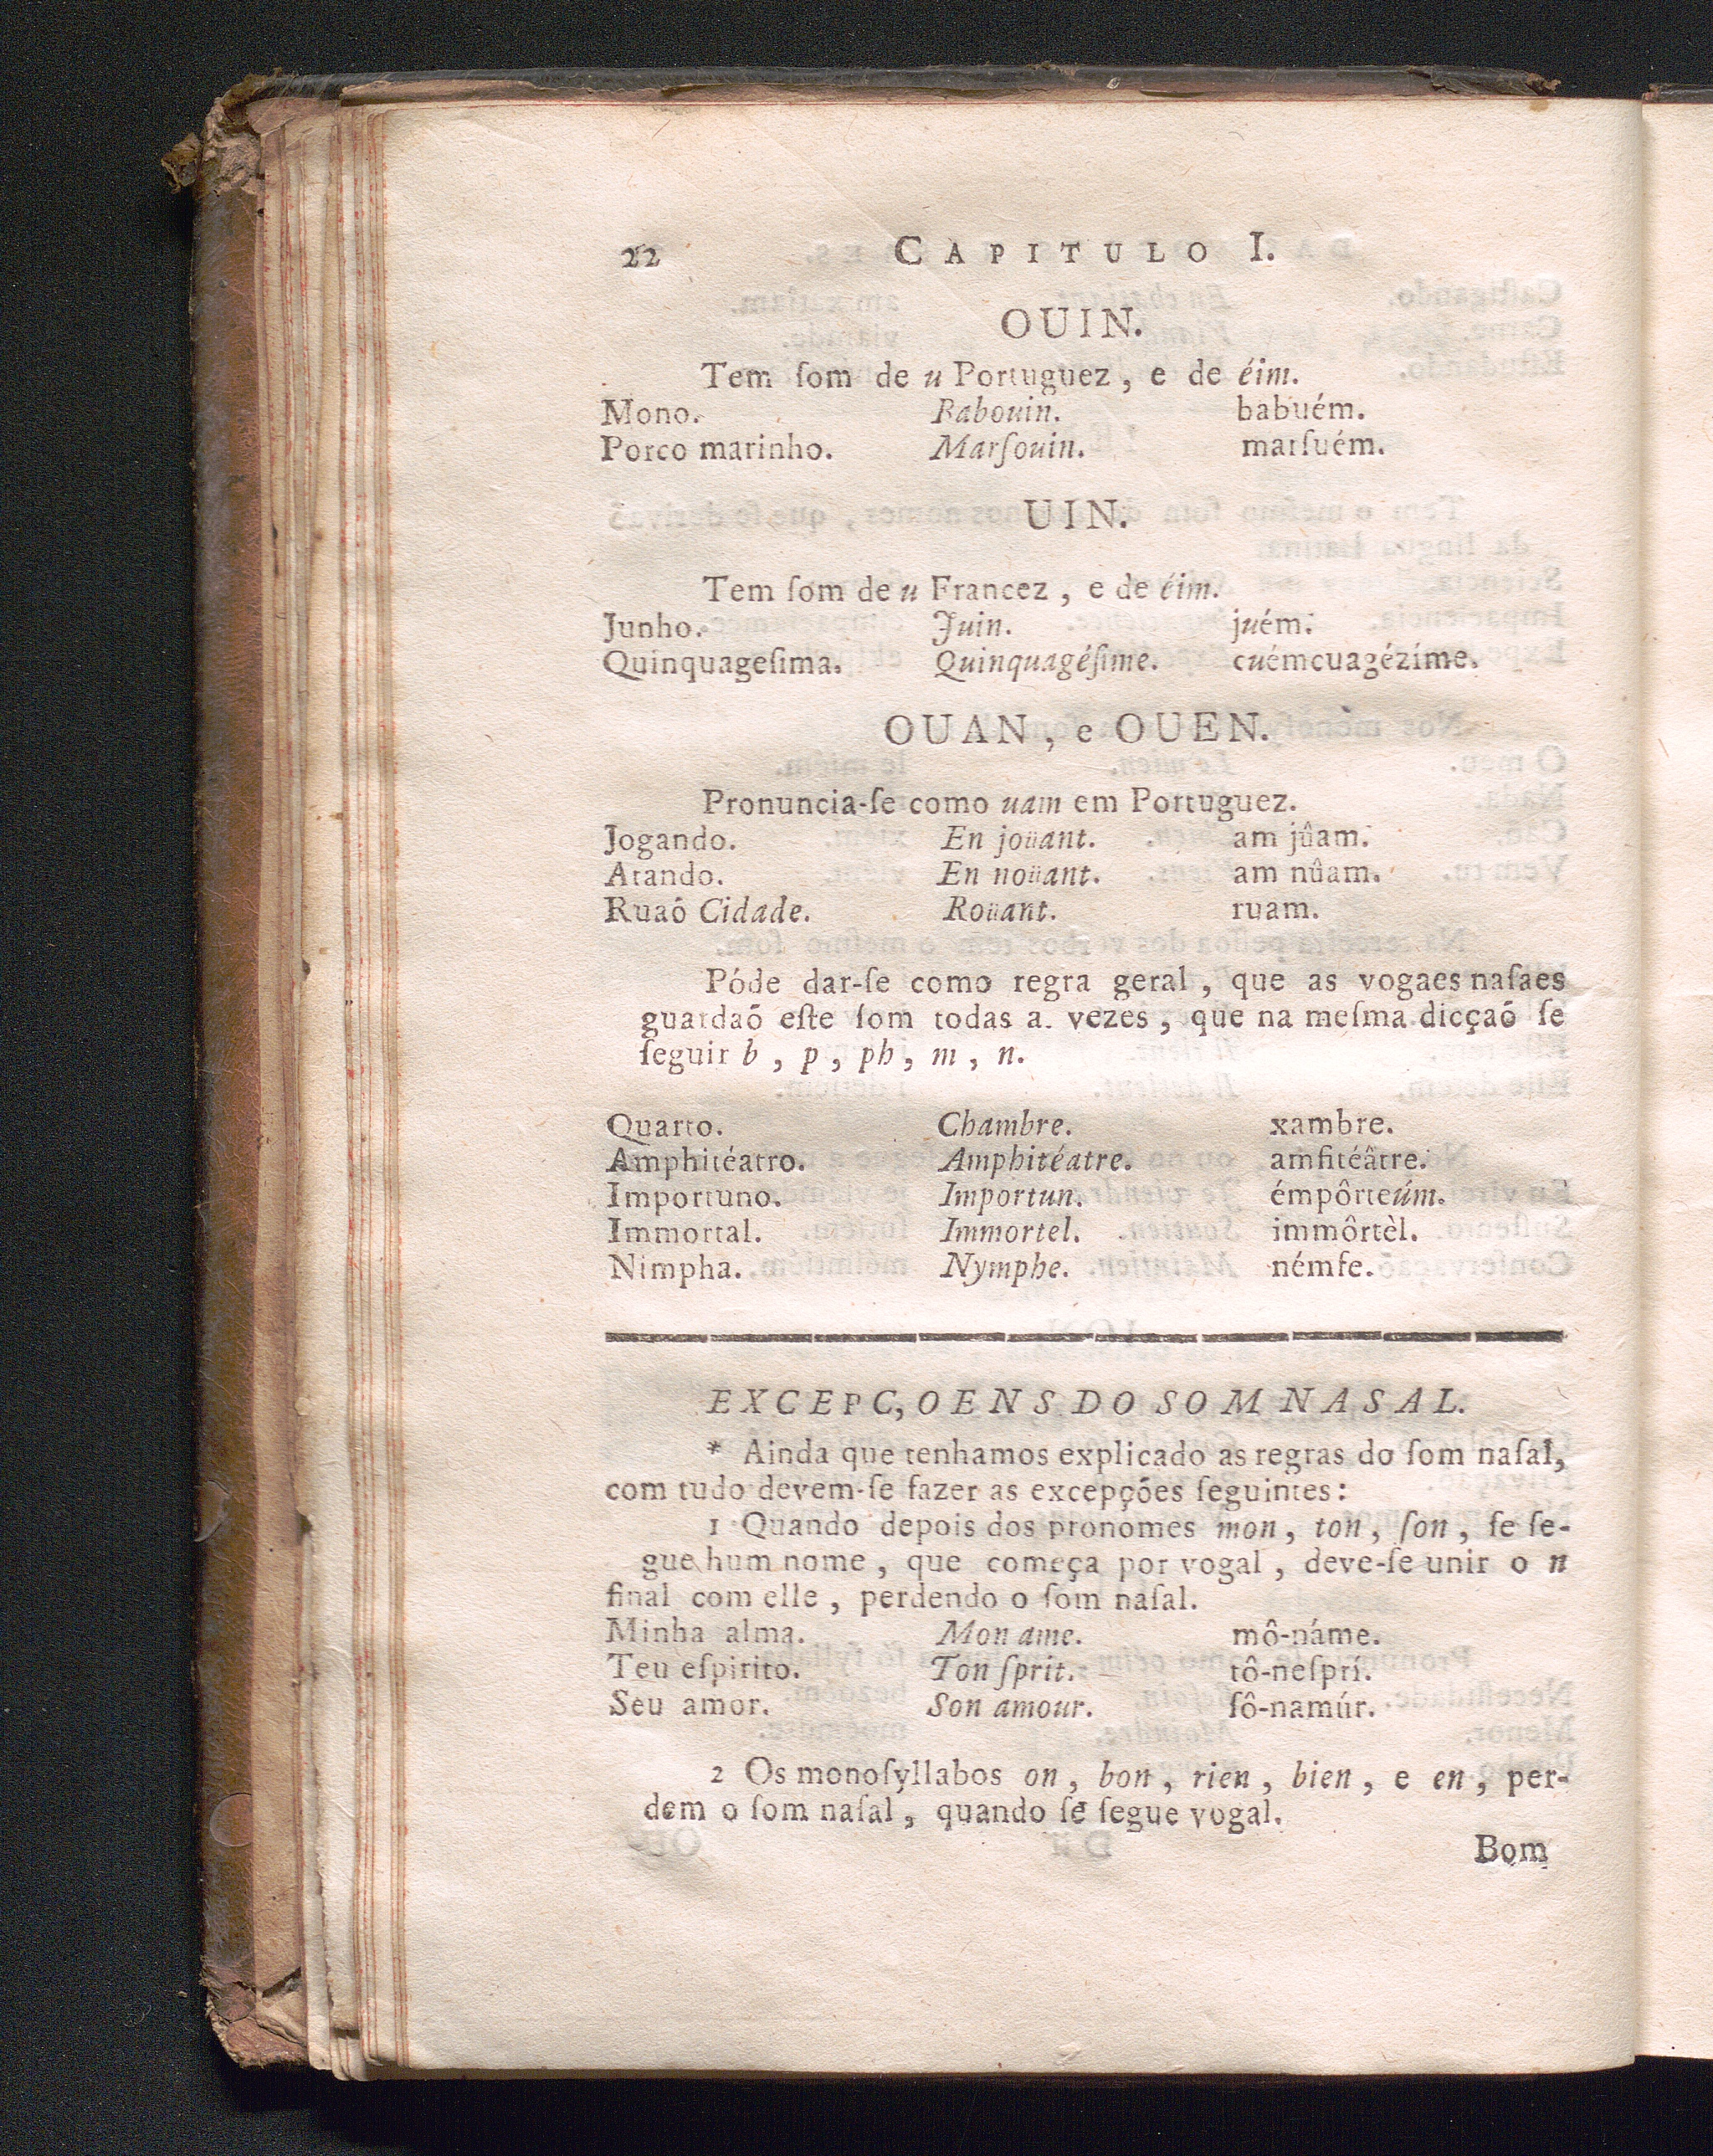 22 CAPITULO I.
OUIN.
Tem ſom de u Portuguez, e de éim.
Mono. Babouin. babuém.
Porco marinho. Marſouin. marſuém.
UIN.
Tem ſom de u Francez, e de éim.
Junho. Juin. juém.
Quinquageſima. Quinquagéſime. cuémcuagézíme.
OUAN, e OUEN.
Pronuncia-ſe como uam em Portuguez.
Jogando. En joüant. am jûam.
Atando. En noüant. am nûam.
Ruaõ Cidade. Roüant. ruam.
Póde dar-ſe como regra geral, que as vogaes naſaes
guardaõ eſte ſom todas a. vezes, que na meſma dicçaõ ſe
ſeguir b, p, ph, m, n.
Quarto. Chambre. xambre.
Amphitéatro. Amphitéatre. amfitéâtre.
Importuno. Importun. émpôrteúm.
Immortal. Immortel. immôrtèl.
Nimpha. Nymphe. némfe.
EXCEPC,OENS DO SOM NASAL.
* Ainda que tenhamos explicado as regras do ſom naſal,
com tudo devem-ſe fazer as excepções ſeguintes:
1 Quando depois dos pronomes mon, ton, ſon, ſe ſe-
gue hum nome, que começa por vogal, deve-ſe unir o n
final com elle, perdendo o ſom naſal.
Minha alma. Mon ame. mô-náme.
Teu eſpirito. Ton ſprit. tô-neſprí.
Seu amor. Son amour. ſô-namúr.
2 Os monoſyllabos on, bon, rien, bien, e en, per-
dem o ſom naſal, quando ſe ſegue vogal.
Bom